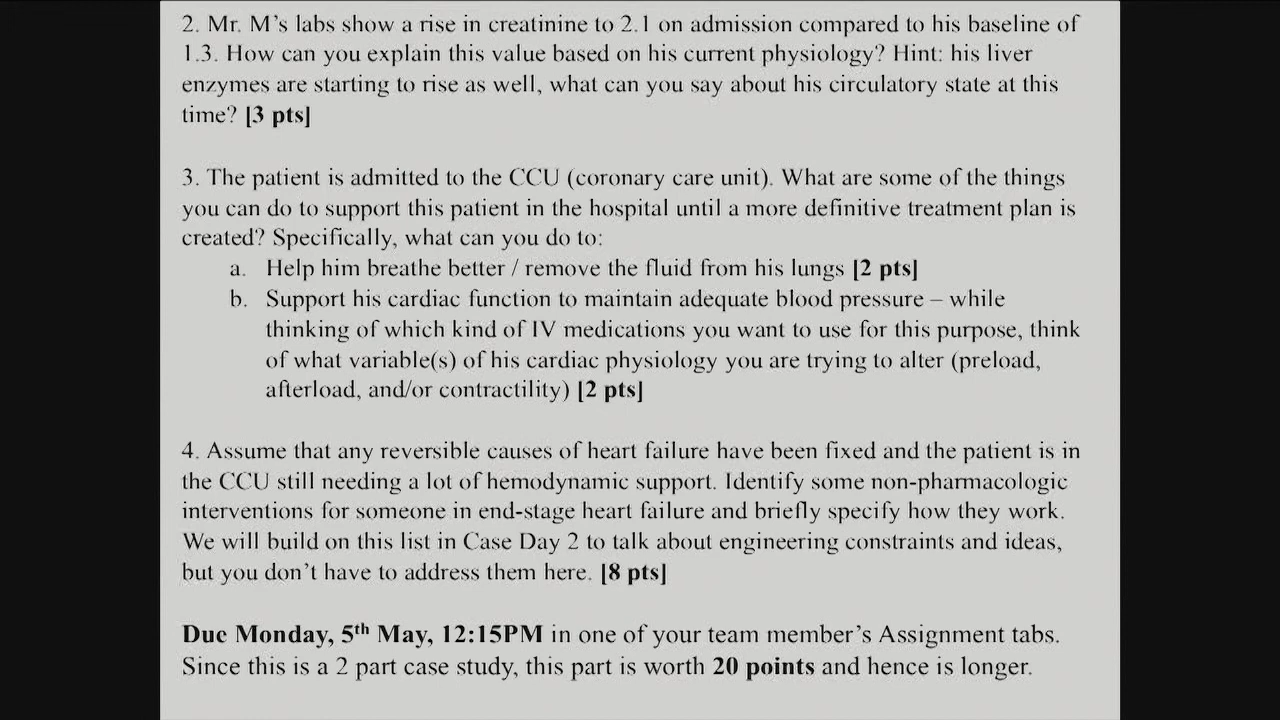 2. Mr. M's labs show a rise in creatinine to 2.1 on admission compared to his baseline of
1.3. How can you explain this value based on his current physiology? Hint: his liver
enzymes are starting to rise as well, what can you say about his circulatory state at this
time? [3 pts]
3. The patient is admitted to the CCU (coronary care unit). What are some of the things
you can do to support this patient in the hospital until a more definitive treatment plan is
created? Specifically, what can you do to:
a. Help him breathe better / remove the fluid from his lungs [2 pts]
b. Support his cardiac function to maintain adequate blood pressure – while
thinking of which kind of IV medications you want to use for this purpose, think
of what variable(s) of his cardiac physiology you are trying to alter (preload,
afterload, and/or contractility) [2 pts]
4. Assume that any reversible causes of heart failure have been fixed and the patient is in
the CCU still needing a lot of hemodynamic support. Identify some non-pharmacologic
interventions for someone in end-stage heart failure and briefly specify how they work.
We will build on this list in Case Day 2 to talk about engineering constraints and ideas,
but you don't have to address them here. [8 pts]
Due Monday, 5th May, 12:15PM in one of your team member's Assignment tabs.
Since this is a 2 part case study, this part is worth 20 points and hence is longer.